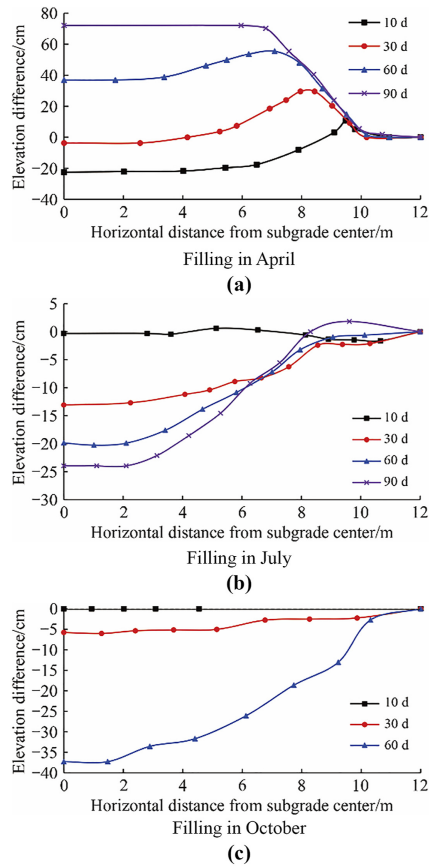 80
60
40
20
0
−20
−40
Elevation difference/cm
10 d
30 d
60 d
90 d
0 2 4 6 8 10 12
Horizontal distance from subgrade center/m
Filling in April
(a)
5
0
−5
−10
−15
−20
−25
−30
Elevation difference/cm
10 d
30 d
60 d
90 d
0 2 4 6 8 10 12
Horizontal distance from subgrade center/m
Filling in July
(b)
0
−5
−10
−15
−20
−25
−30
−35
−40
Elevation difference/cm
10 d
30 d
60 d
0 2 4 6 8 10 12
Horizontal distance from subgrade center/m
Filling in October
(c)